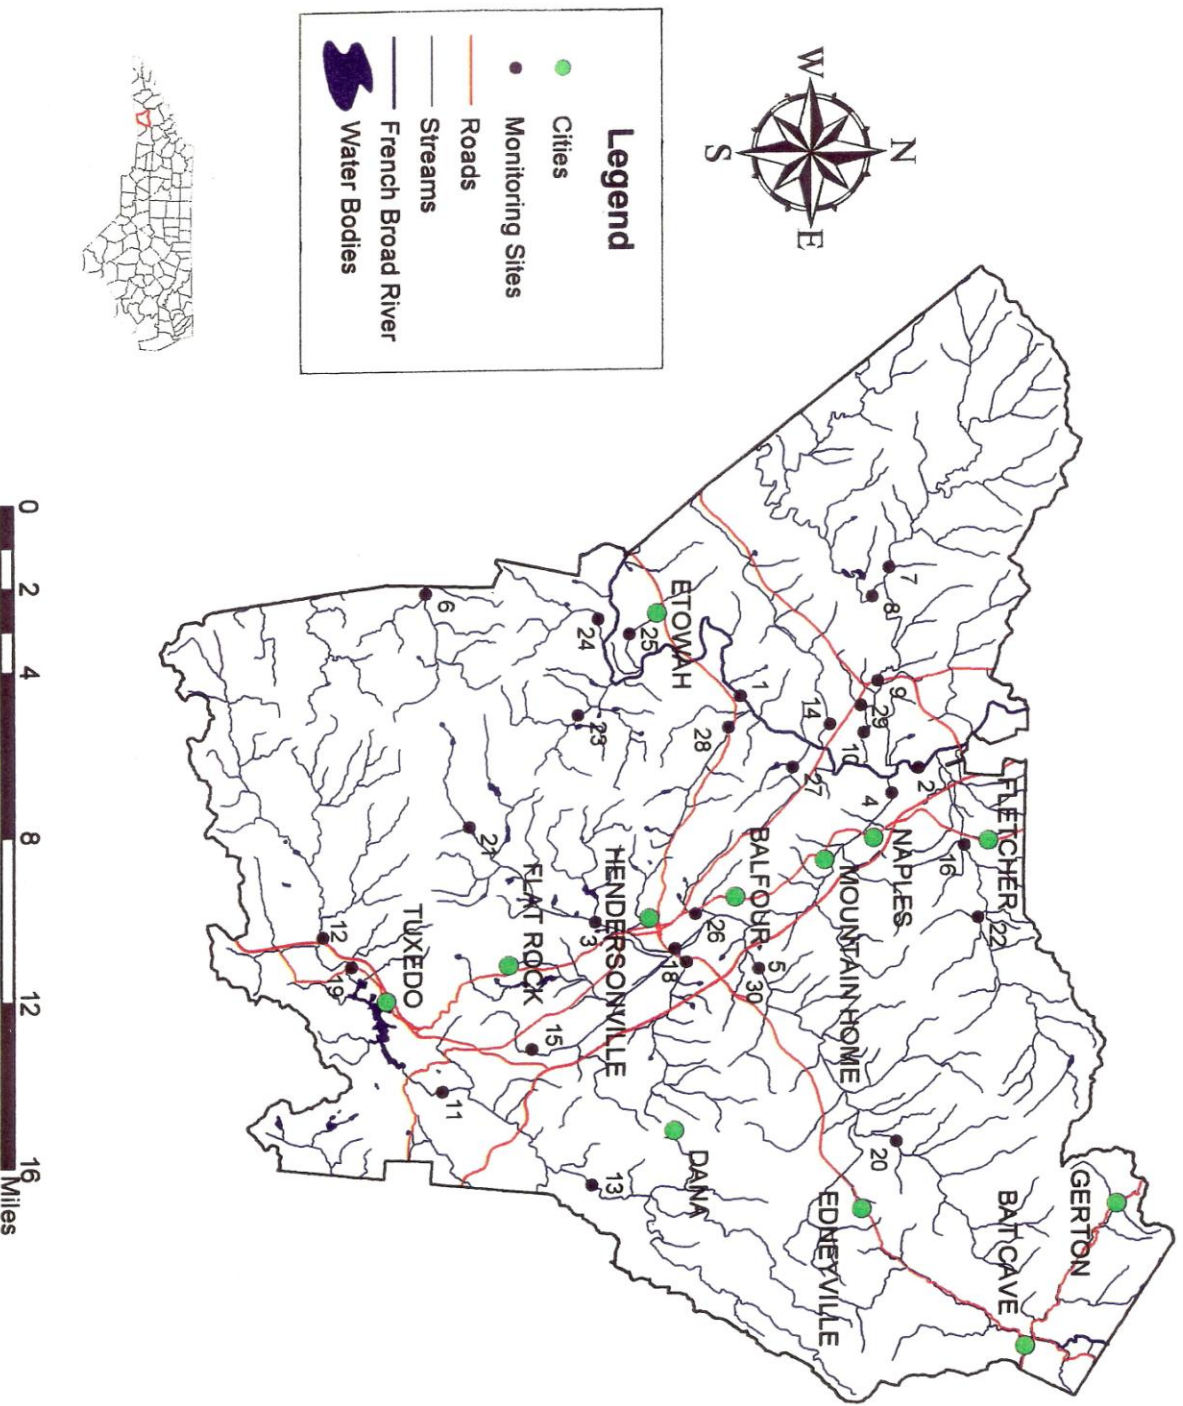 N
W
E
S
Legend
Cities
Monitoring Sites
Roads
Streams
French Broad River
Water Bodies
GERTON
BAT CAVE
FLETCHER
22
16
2
7
8
9
29
10
4
NAPLES
20
EDNEYVILLE
MOUNTAIN HOME
14
27
1
BALFOUR
5
30
28
26
ETOWAH
25
DANA
18
HENDERSONVILLE
24
23
3
13
FLAT ROCK
15
21
6
11
TUXEDO
12
19
0
2
4
8
12
16
Miles